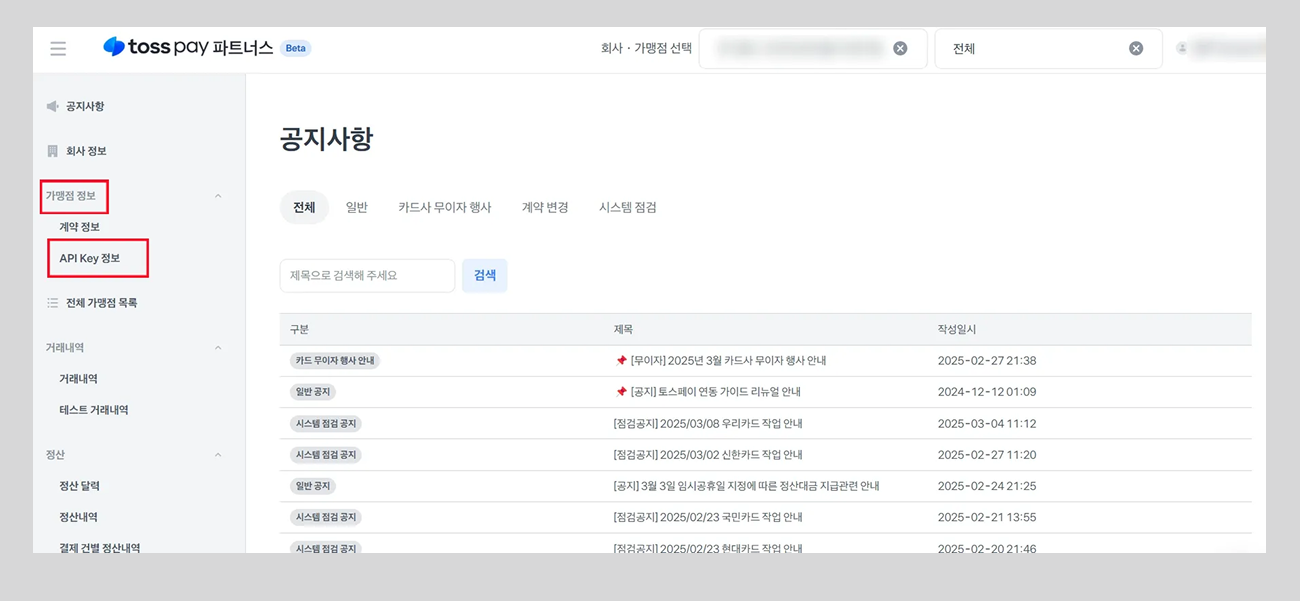 toss pay 파트너스 Beta 회사 · 가맹점 선택 전체
공지사항
회사 정보
가맹점 정보
계약 정보
API Key 정보
전체 가맹점 목록
거래내역
거래내역
테스트 거래내역
정산
정산 달력
정산내역
결제 건별 정산내역
공지사항
전체 일반 카드사 무이자 행사 계약 변경 시스템 점검
제목으로 검색해 주세요 검색
구분 제목 작성일시
카드 무이자 행사 안내 [무이자] 2025년 3월 카드사 무이자 행사 안내 2025-02-27 21:38
일반 공지 [공지] 토스페이 연동 가이드 리뉴얼 안내 2024-12-12 01:09
시스템 점검 공지 [점검공지] 2025/03/08 우리카드 작업 안내 2025-03-04 11:12
시스템 점검 공지 [점검공지] 2025/03/02 신한카드 작업 안내 2025-02-27 11:20
일반 공지 [공지] 3월 3일 임시공휴일 지정에 따른 정산대금 지급관련 안내 2025-02-24 21:25
시스템 점검 공지 [점검공지] 2025/02/23 국민카드 작업 안내 2025-02-21 13:55
시스템 점검 공지 [점검공지] 2025/02/23 현대카드 작업 안내 2025-02-20 21:46